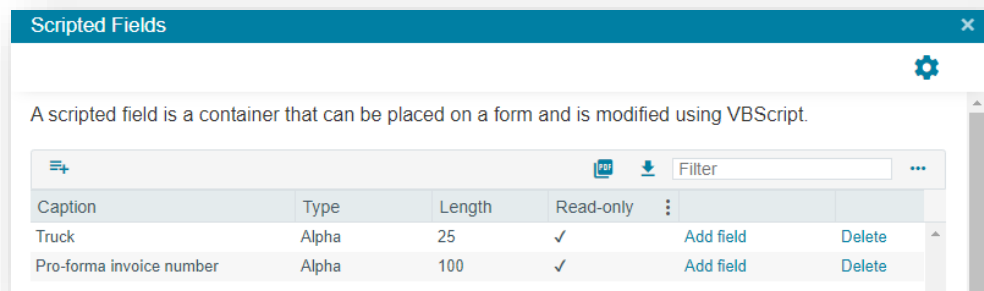 Scripted Fields
A scripted field is a container that can be placed on a form and is modified using VBScript.
PDF Filter
Caption Type Length Read-only
Truck Alpha 25 ✓ Add field Delete
Pro-forma invoice number Alpha 100 ✓ Add field Delete